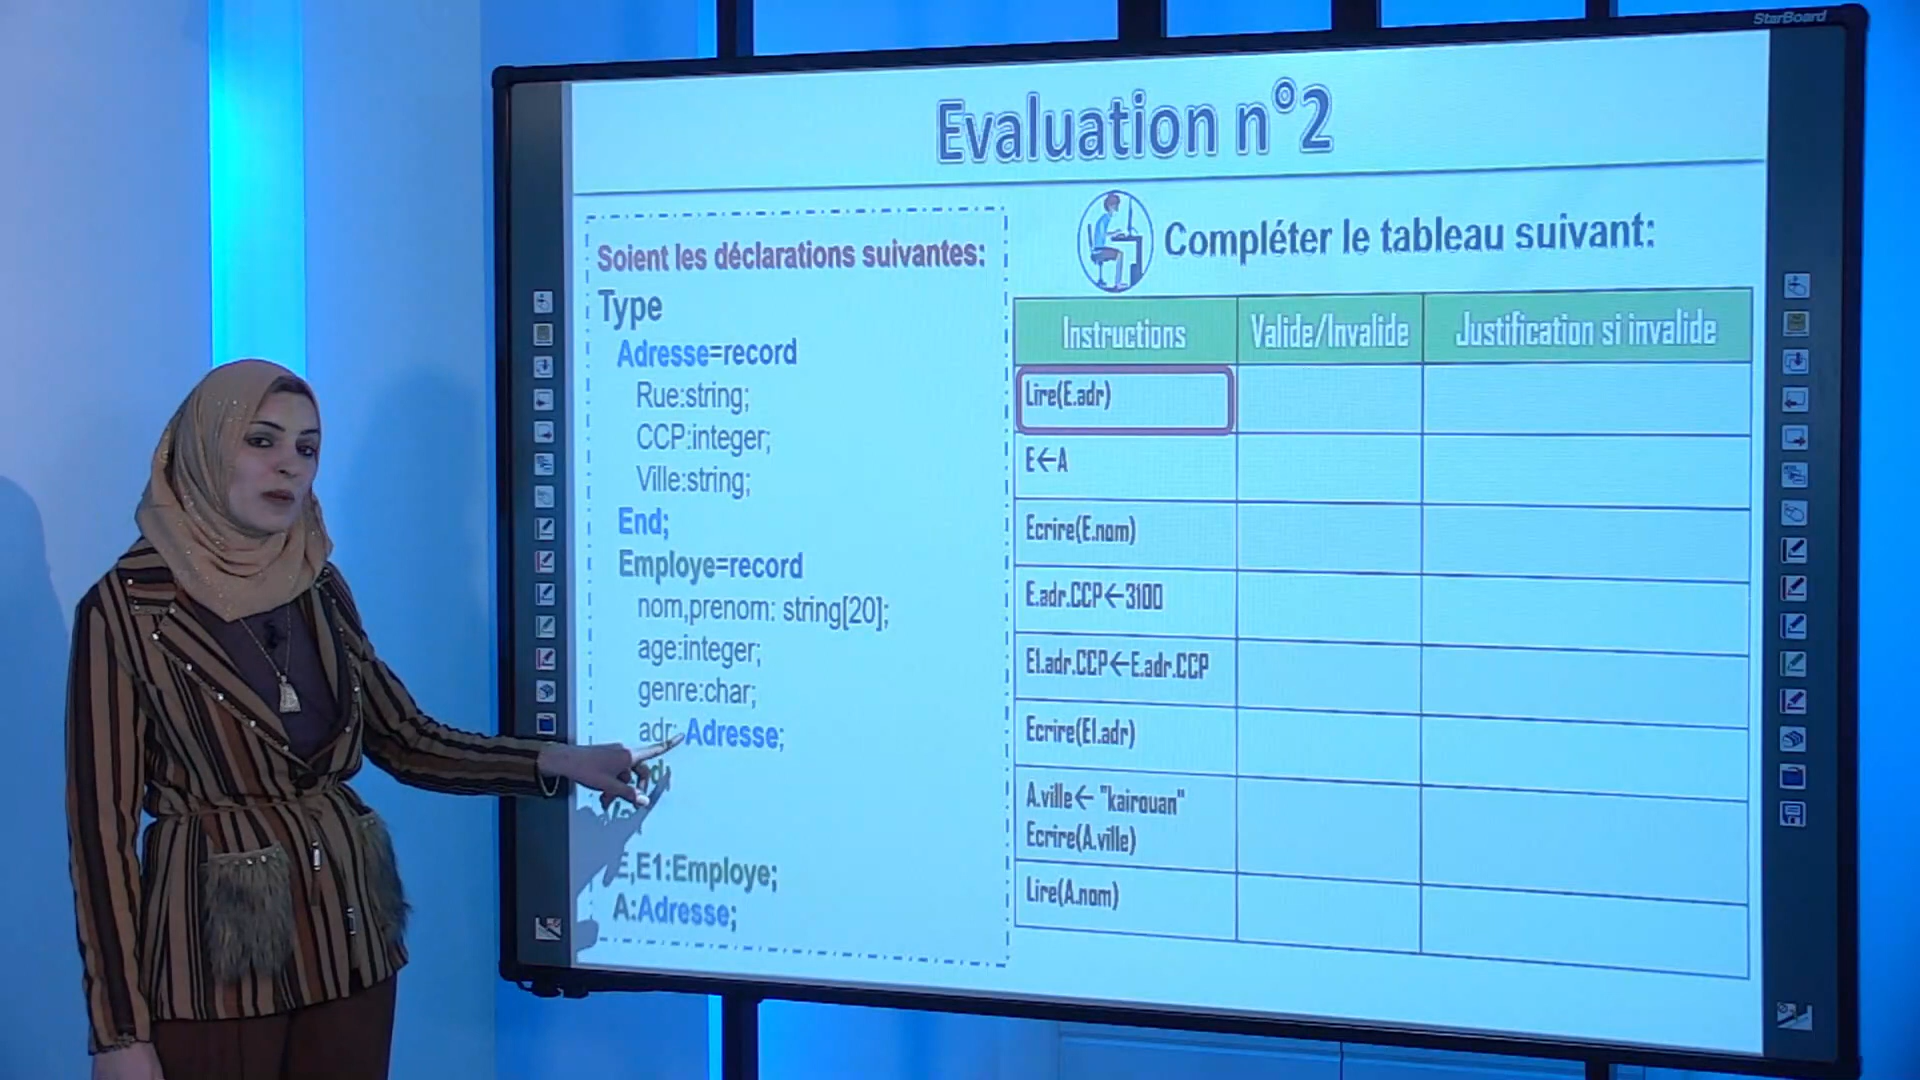 StarBoard
Evaluation n°2
Soient les déclarations suivantes:
Type
Adresse=record
Rue:string;
CCP:integer;
Ville:string;
End;
Employe=record
nom,prenom: string[20];
age:integer;
genre:char;
adr: Adresse;
E,E1:Employe;
A:Adresse;
Compléter le tableau suivant:
Instructions Valide/Invalide Justification si invalide
Lire(E.adr)
E←A
Ecrire(E.nom)
E.adr.CCP←3100
E1.adr.CCP←E.adr.CCP
Ecrire(E1.adr)
A.ville← "kairouan"
Ecrire(A.ville)
Lire(A.nom)